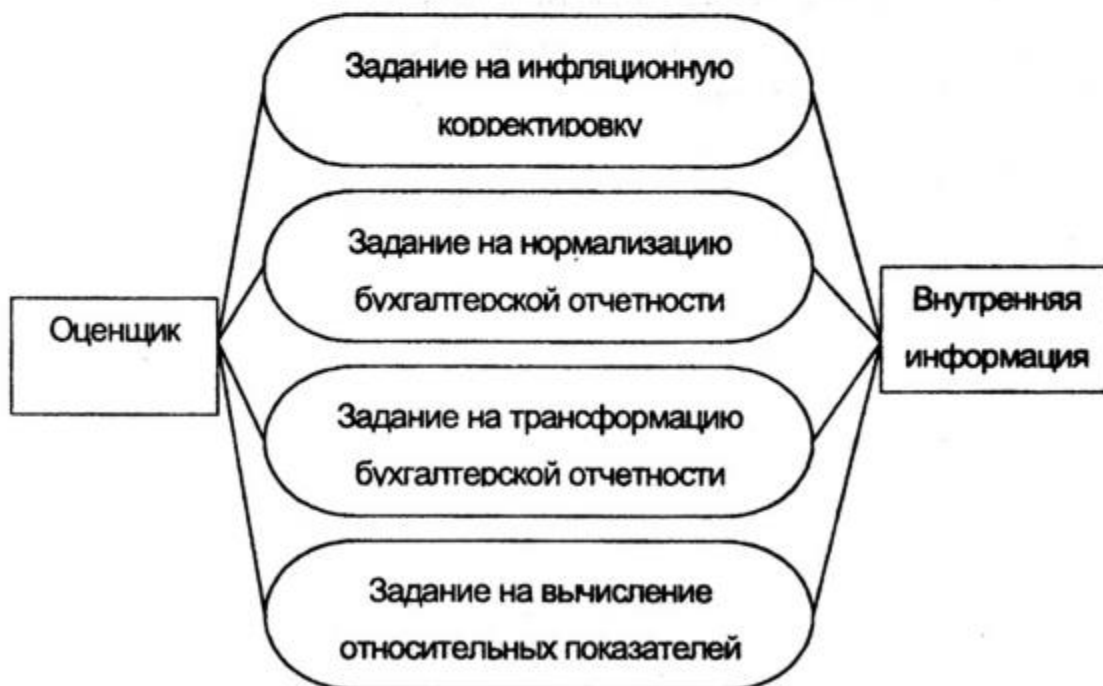 Задание на инфляционную
корректировку
Задание на нормализацию
бухгалтерской отчетности
Оценщик
Внутренняя
информация
Задание на трансформацию
бухгалтерской отчетности
Задание на вычисление
относительных показателей